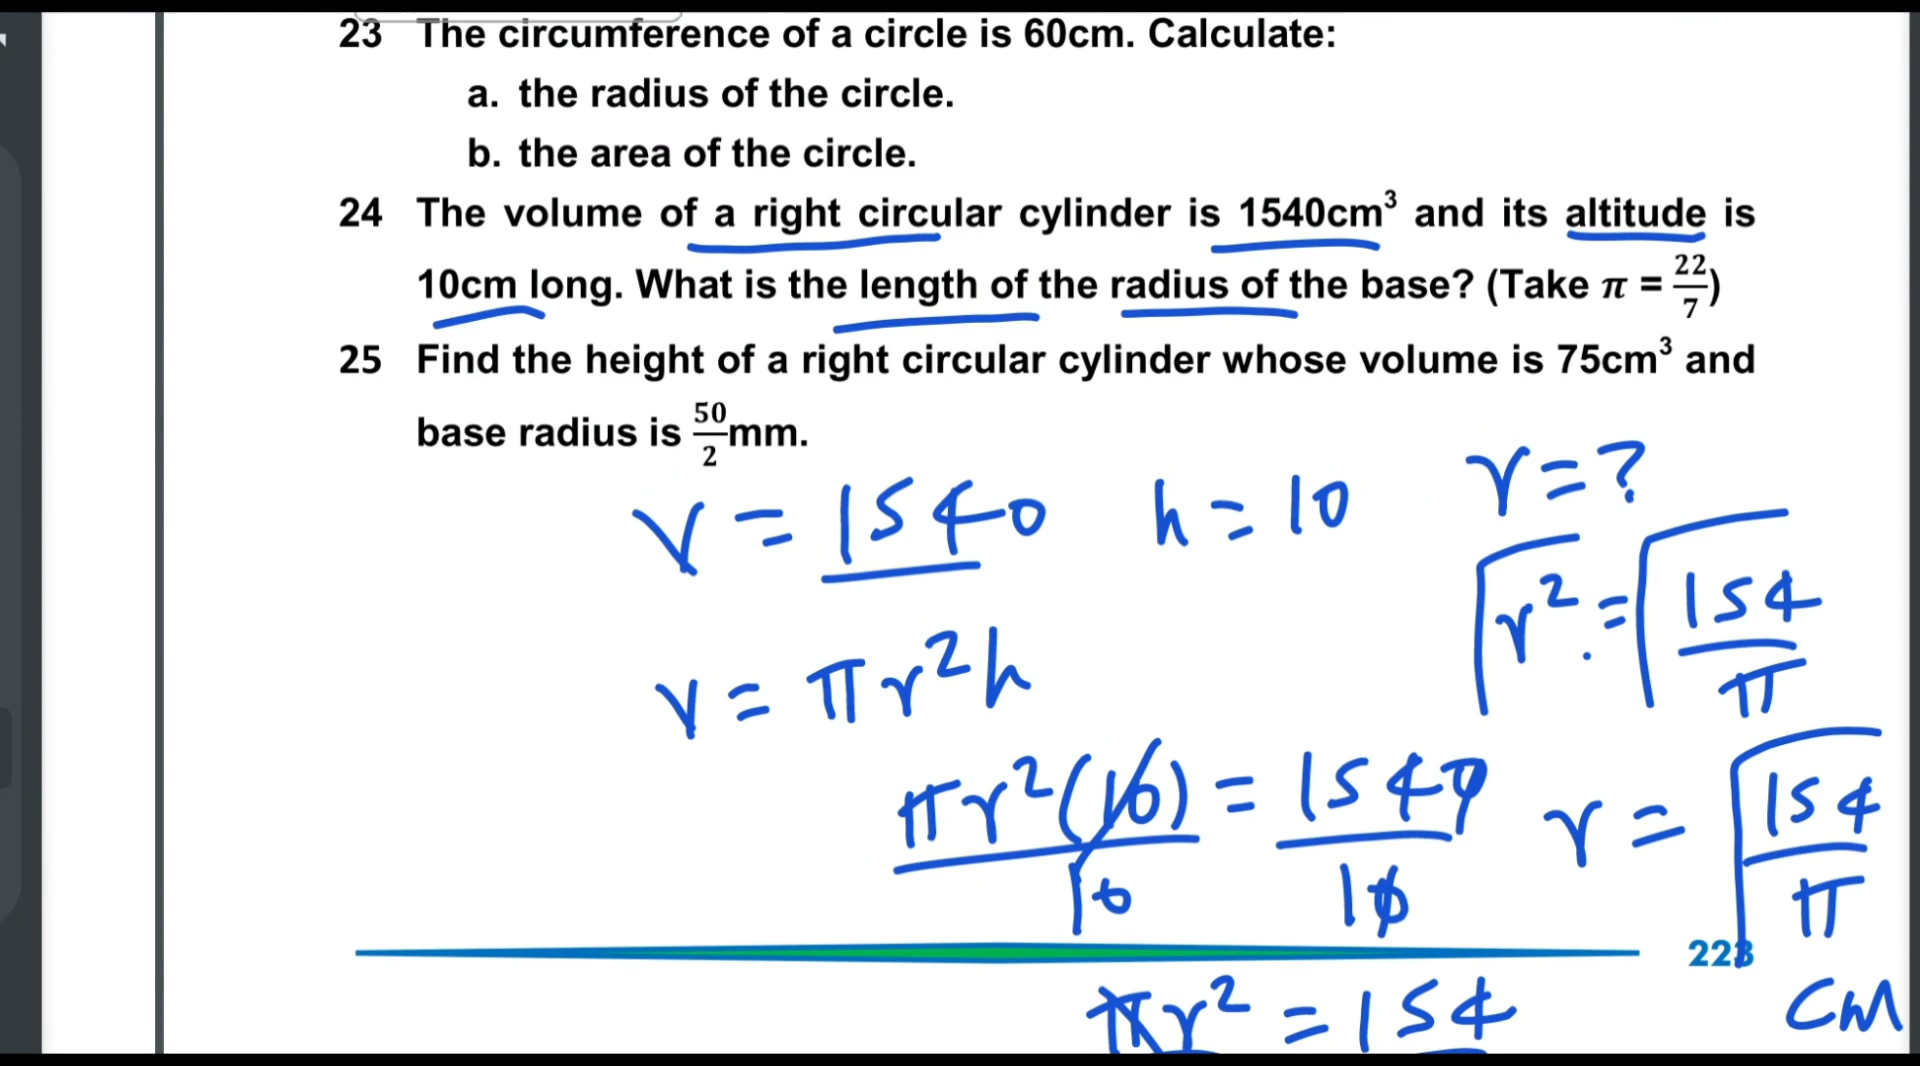 23 The circumference of a circle is 60cm. Calculate:
a. the radius of the circle.
b. the area of the circle.
24 The volume of a right circular cylinder is 1540cm³ and its altitude is
10cm long. What is the length of the radius of the base? (Take π = 22/7)
25 Find the height of a right circular cylinder whose volume is 75cm³ and
base radius is 50/2 mm.
V = 1540 h = 10 r = ?
√r² = √(154/π)
V = πr²h
πr²(10)/10 = 1540/10
r = √(154/π)
223
cm
πr² = 154